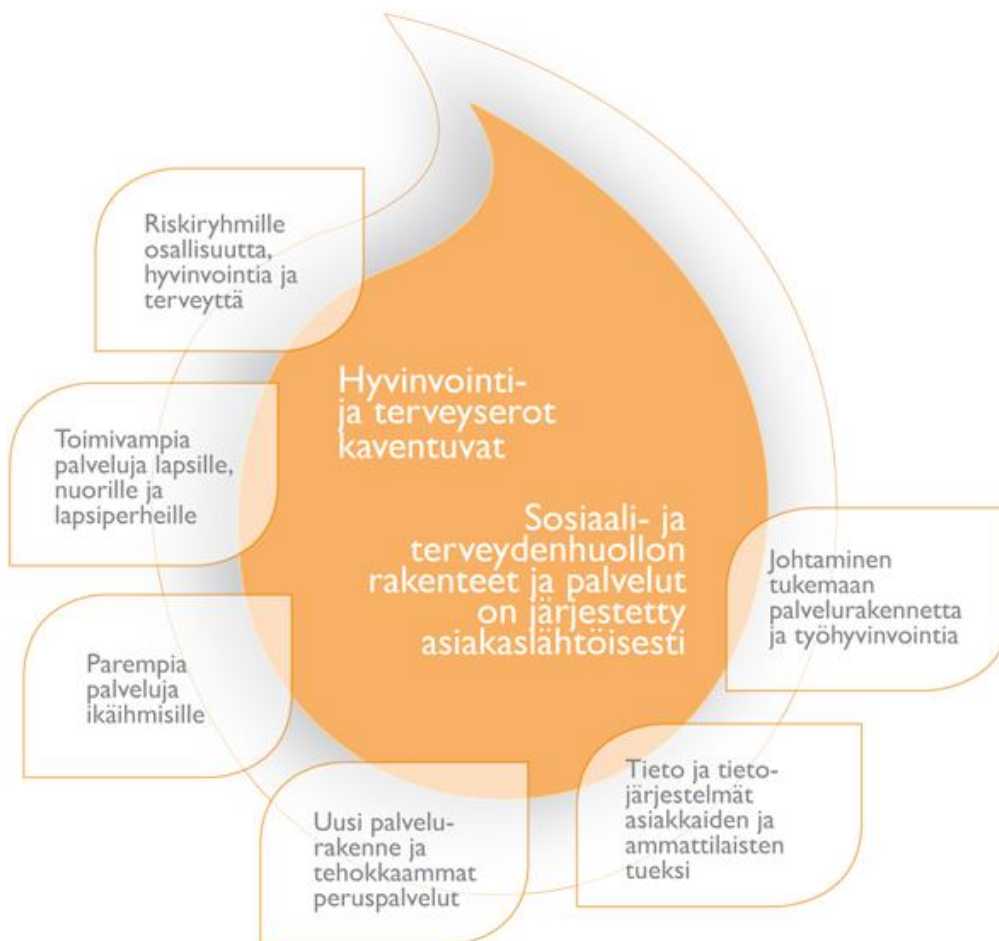 Riskiryhmille
osallisuutta,
hyvinvointia ja
terveyttä
Hyvinvointi-
ja terveyserot
kaventuvat
Toimivampia
palveluja lapsille,
nuorille ja
lapsiperheille
Sosiaali- ja
terveydenhuollon
rakenteet ja palvelut
on järjestetty
asiakaslähtöisesti
Johtaminen
tukemaan
palvelurakennetta
ja työhyvinvointia
Parempia
palveluja
ikäihmisille
Uusi palvelu-
rakenne ja
tehokkaammat
peruspalvelut
Tieto ja tieto-
järjestelmät
asiakkaiden ja
ammattilaisten
tueksi